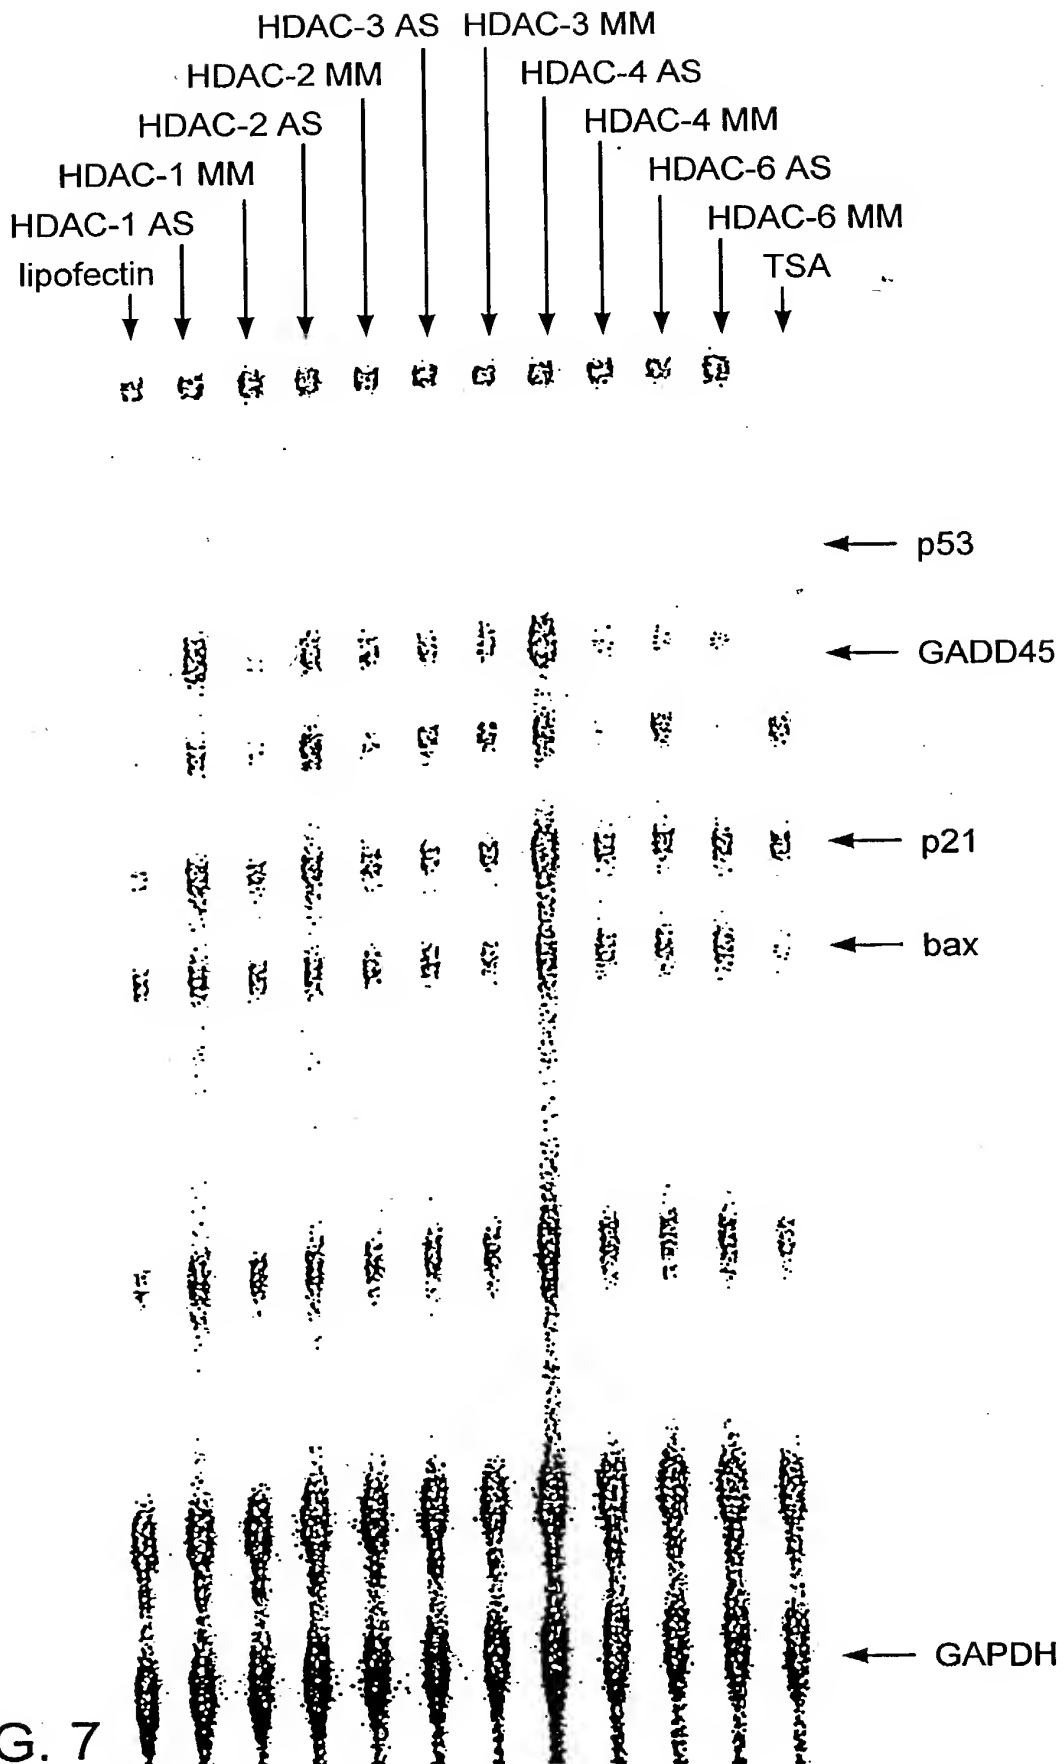 HDAC-3 AS HDAC-3 MM
HDAC-2 MM HDAC-4 AS
HDAC-2 AS HDAC-4 MM
HDAC-1 MM HDAC-6 AS
HDAC-1 AS HDAC-6 MM
lipofectin TSA
p53
GADD45
p21
bax
GAPDH
G. 7